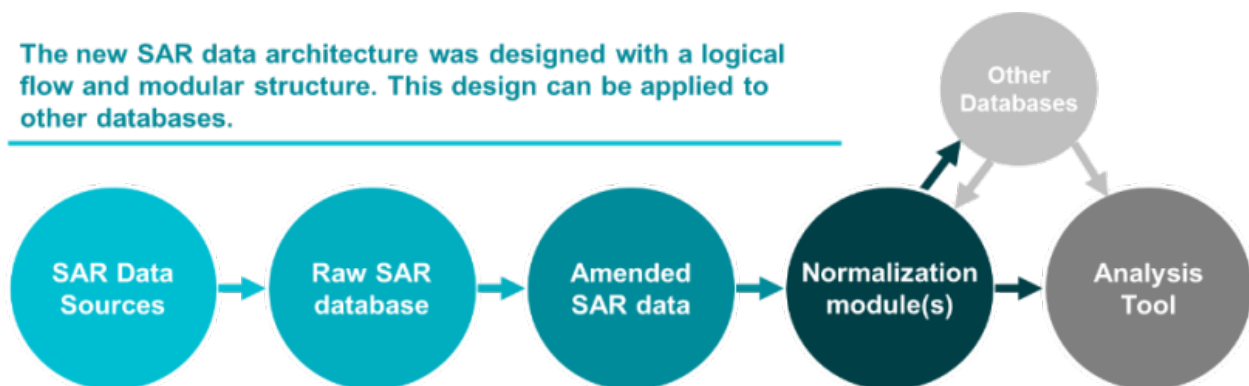 The new SAR data architecture was designed with a logical
flow and modular structure. This design can be applied to
other databases.
Other
Databases
SAR Data
Sources
Raw SAR
database
Amended
SAR data
Normalization
module(s)
Analysis
Tool